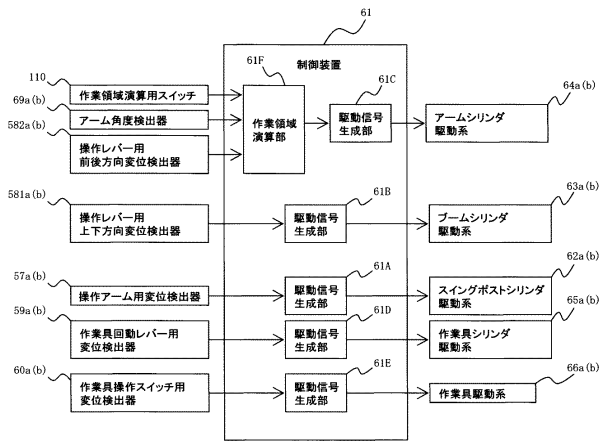 61
制御装置
110
作業領域演算用スイッチ
69a(b)
アーム角度検出器
582a(b)
操作レバー用
前後方向変位検出器
61F
作業領域
演算部
61C
駆動信号
生成部
64a(b)
アームシリンダ
駆動系
581a(b)
操作レバー用
上下方向変位検出器
61B
駆動信号
生成部
63a(b)
ブームシリンダ
駆動系
57a(b)
操作アーム用変位検出器
61A
駆動信号
生成部
62a(b)
スイングポストシリンダ
駆動系
59a(b)
作業具回動レバー用
変位検出器
61D
駆動信号
生成部
65a(b)
作業具シリンダ
駆動系
60a(b)
作業具操作スイッチ用
変位検出器
61E
駆動信号
生成部
66a(b)
作業具駆動系